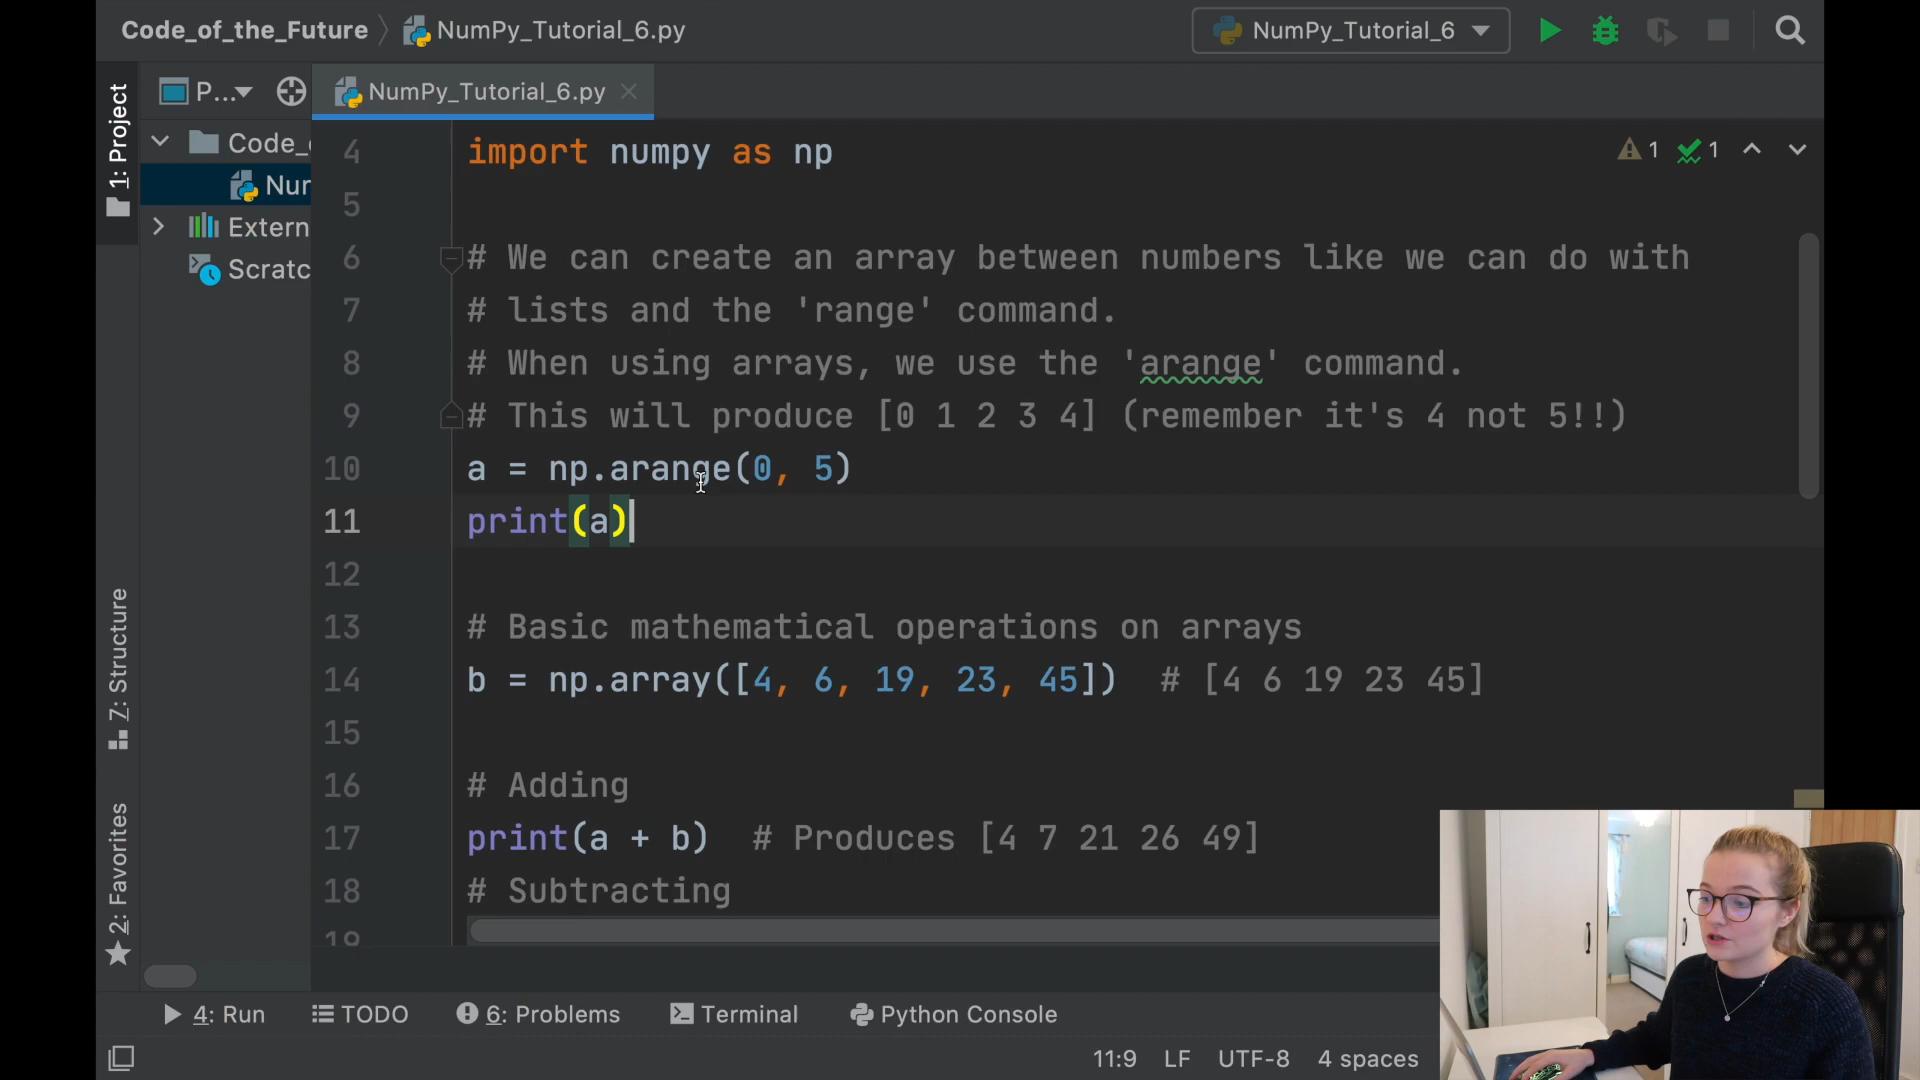 Code_of_the_Future
NumPy_Tutorial_6.py
NumPy_Tutorial_6
1: Project
P...
NumPy_Tutorial_6.py
Code_
Nur
Extern
Scratc
7: Structure
2: Favorites
1
1
4 import numpy as np
5
6 # We can create an array between numbers like we can do with
7 # lists and the 'range' command.
8 # When using arrays, we use the 'arange' command.
9 # This will produce [0 1 2 3 4] (remember it's 4 not 5!!)
10 a = np.arange(0, 5)
11 print(a)
12
13 # Basic mathematical operations on arrays
14 b = np.array([4, 6, 19, 23, 45])  # [4 6 19 23 45]
15
16 # Adding
17 print(a + b)  # Produces [4 7 21 26 49]
18 # Subtracting
19
4: Run
TODO
6: Problems
Terminal
Python Console
11:9 LF UTF-8 4 spaces